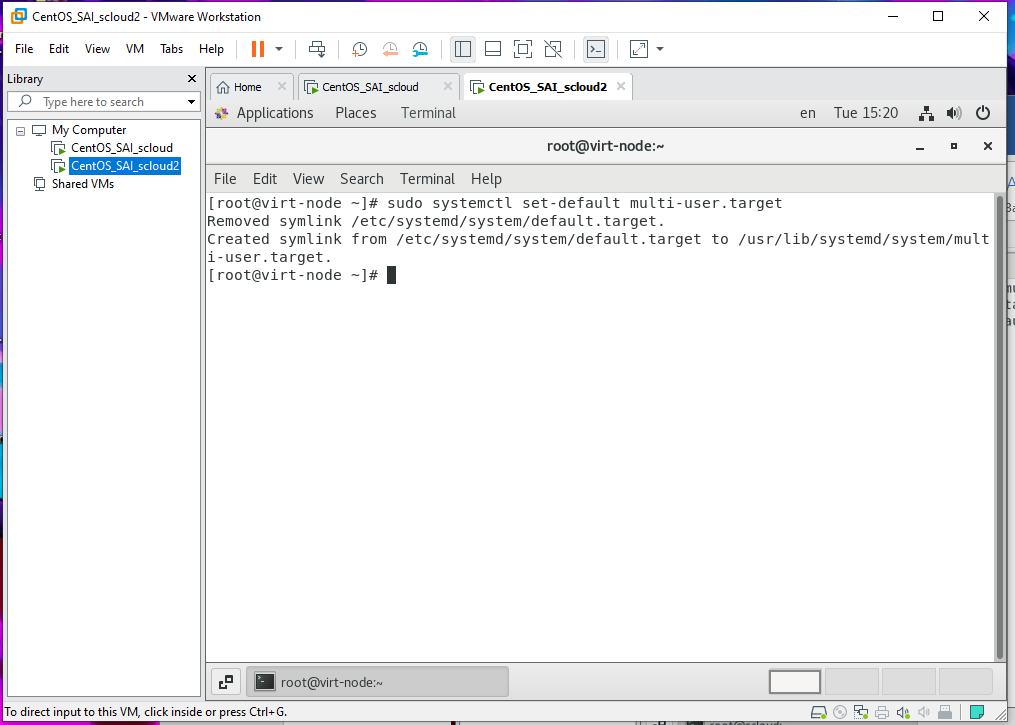 CentOS_SAI_scloud2 - VMware Workstation
File Edit View VM Tabs Help
Library
Type here to search
My Computer
CentOS_SAI_scloud
CentOS_SAI_scloud2
Shared VMs
Home CentOS_SAI_scloud CentOS_SAI_scloud2
Applications Places Terminal en Tue 15:20
root@virt-node:~
File Edit View Search Terminal Help
[root@virt-node ~]# sudo systemctl set-default multi-user.target
Removed symlink /etc/systemd/system/default.target.
Created symlink from /etc/systemd/system/default.target to /usr/lib/systemd/system/mult
i-user.target.
[root@virt-node ~]#
root@virt-node:~
To direct input to this VM, click inside or press Ctrl+G.